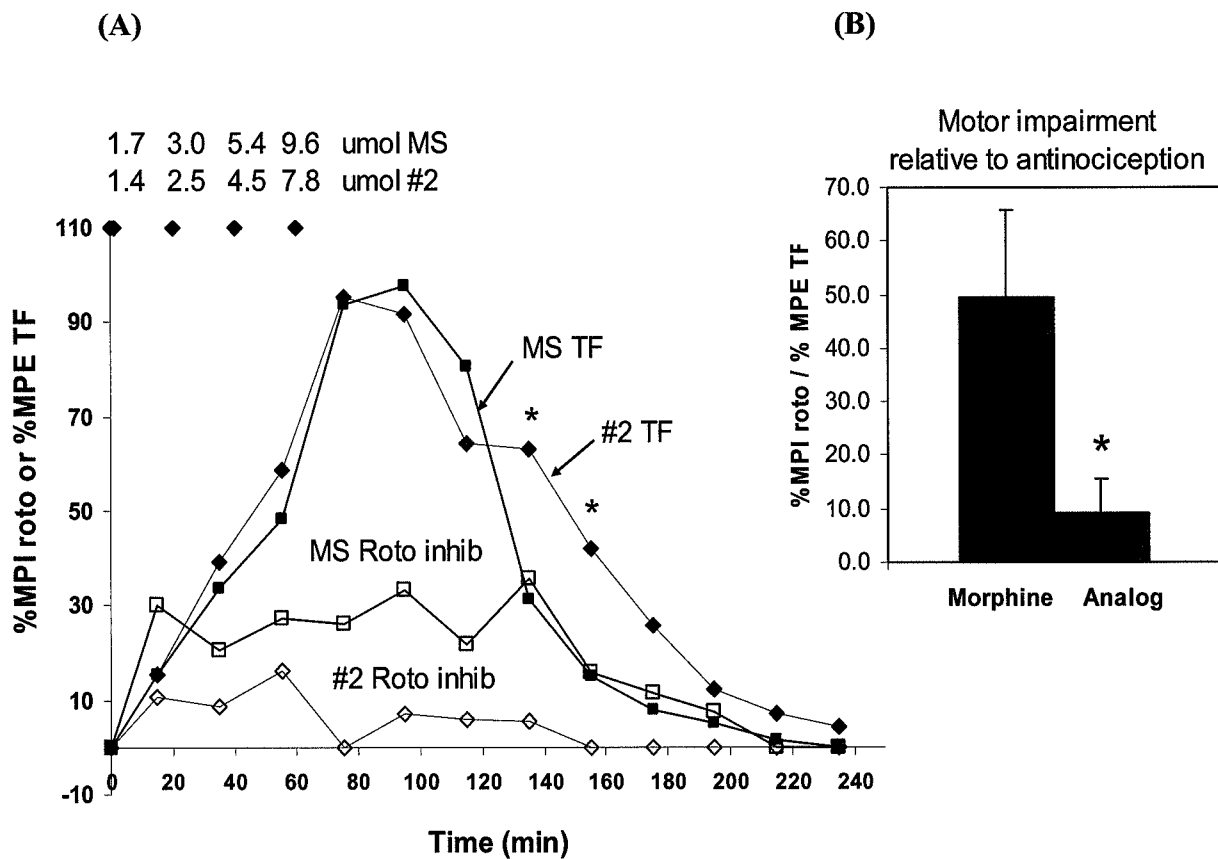 (A)
1.7 3.0 5.4 9.6 umol MS
1.4 2.5 4.5 7.8 umol #2
110
90
70
50
30
10
-10
%MPI roto or %MPE TF
MS TF
*
#2 TF
*
MS Roto inhib
#2 Roto inhib
0 20 40 60 80 100 120 140 160 180 200 220 240
Time (min)
(B)
Motor impairment
relative to antinociception
70.0
60.0
50.0
40.0
30.0
20.0
10.0
0.0
%MPI roto / % MPE TF
*
Morphine Analog